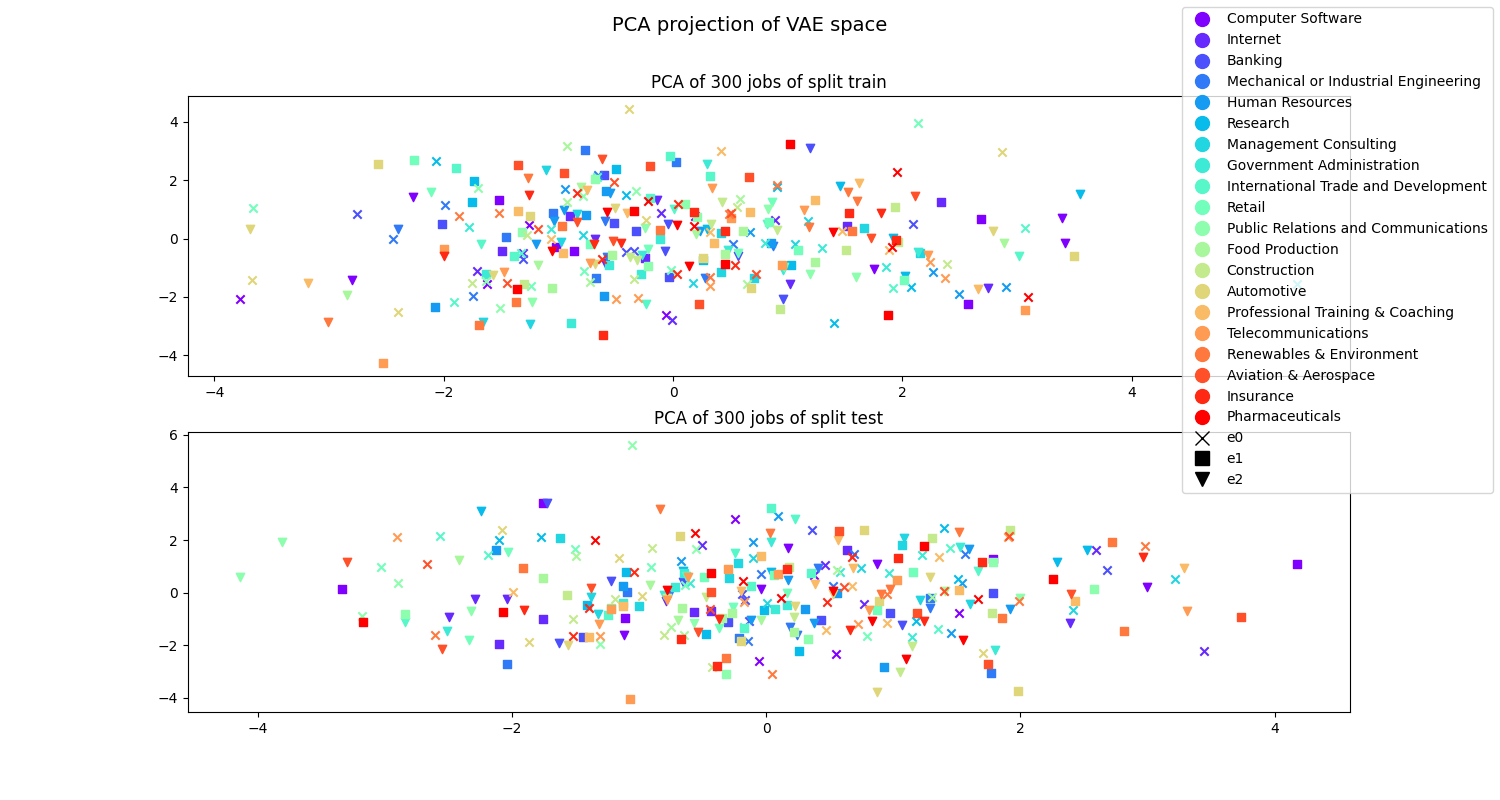 PCA projection of VAE space
PCA of 300 jobs of split train
4
2
0
−2
−4
−4
−2
0
2
4
PCA of 300 jobs of split test
6
4
2
0
−2
−4
−4
−2
0
2
4
Computer Software
Internet
Banking
Mechanical or Industrial Engineering
Human Resources
Research
Management Consulting
Government Administration
International Trade and Development
Retail
Public Relations and Communications
Food Production
Construction
Automotive
Professional Training & Coaching
Telecommunications
Renewables & Environment
Aviation & Aerospace
Insurance
Pharmaceuticals
e0
e1
e2